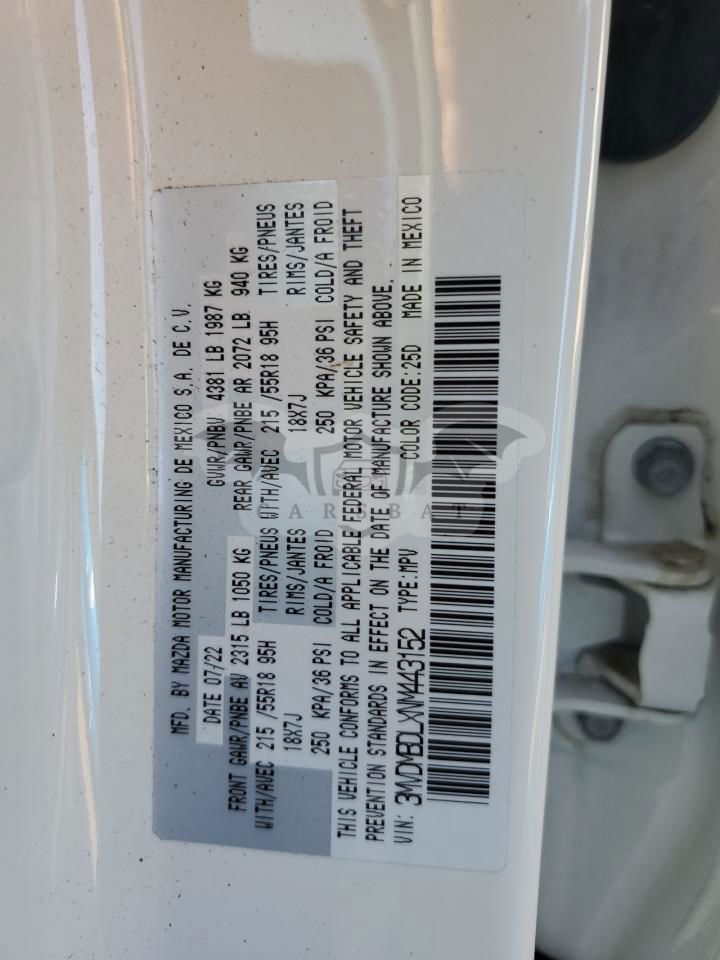 MFD. BY MAZDA MOTOR MANUFACTURING DE MEXICO S.A. DE C.V.
DATE 07/22 GVWR/PNBV 4381 LB 1987 KG
FRONT GAWR/PNBE AV 2315 LB 1050 KG REAR GAWR/PNBE AR 2072 LB 940 KG
WITH/AVEC 215 /55R18 95H TIRES/PNEUS WITH/AVEC 215 /55R18 95H TIRES/PNEUS
18X7J RIMS/JANTES 18X7J RIMS/JANTES
250 KPA/36 PSI COLD/A FROID 250 KPA/36 PSI COLD/A FROID
THIS VEHICLE CONFORMS TO ALL APPLICABLE FEDERAL MOTOR VEHICLE SAFETY AND THEFT
PREVENTION STANDARDS IN EFFECT ON THE DATE OF MANUFACTURE SHOWN ABOVE.
VIN: 3MVDMBDLXNM443152 TYPE:MPV COLOR CODE:25D MADE IN MEXICO
CARSBAT